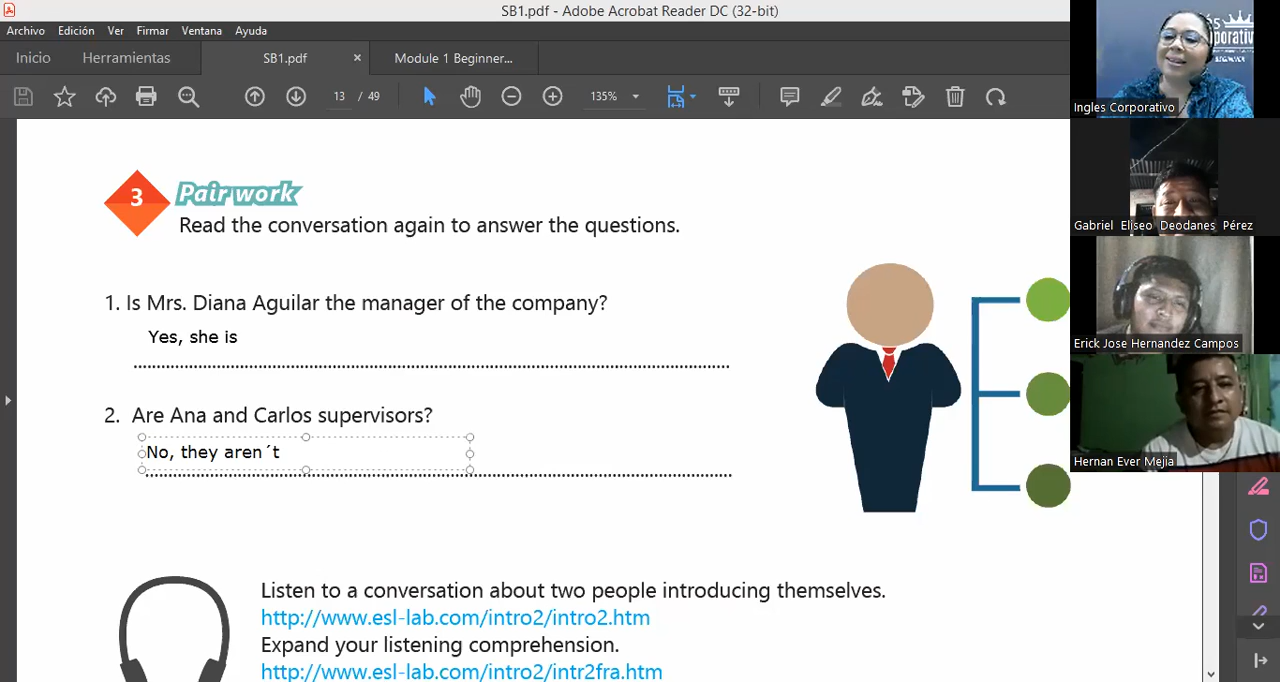 SB1.pdf - Adobe Acrobat Reader DC (32-bit)
Archivo Edición Ver Firmar Ventana Ayuda
Inicio Herramientas SB1.pdf × Module 1 Beginner...
13 / 49 135%
3 Pair work
Read the conversation again to answer the questions.
1. Is Mrs. Diana Aguilar the manager of the company?
Yes, she is
2. Are Ana and Carlos supervisors?
No, they aren´t
Listen to a conversation about two people introducing themselves.
http://www.esl-lab.com/intro2/intro2.htm
Expand your listening comprehension.
http://www.esl-lab.com/intro2/intr2fra.htm
Ingles Corporativo
Gabriel Eliseo Deodanes Pérez
Erick Jose Hernandez Campos
Hernan Ever Mejia